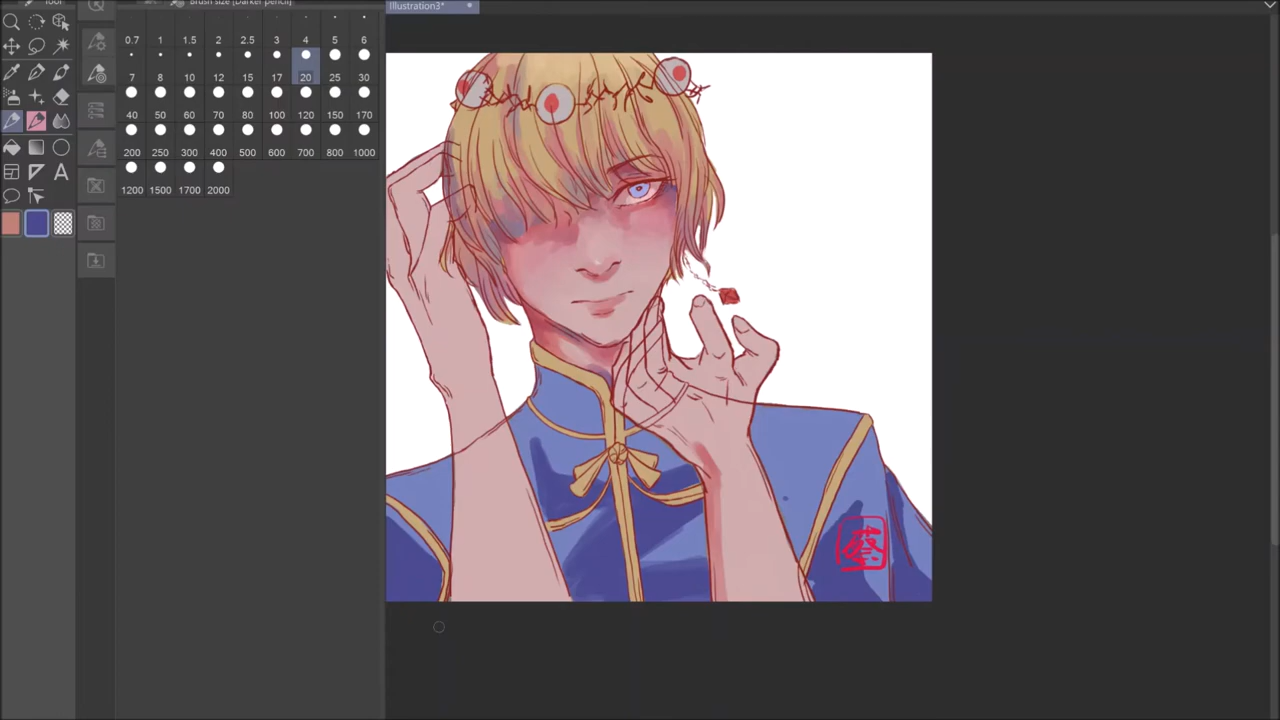 Tool
Brush size [Darker pencil]
Illustration3*
0.7 1 1.5 2 2.5 3 4 5 6
7 8 10 12 15 17 20 25 30
40 50 60 70 80 100 120 150 170
200 250 300 400 500 600 700 800 1000
1200 1500 1700 2000
A
蔡